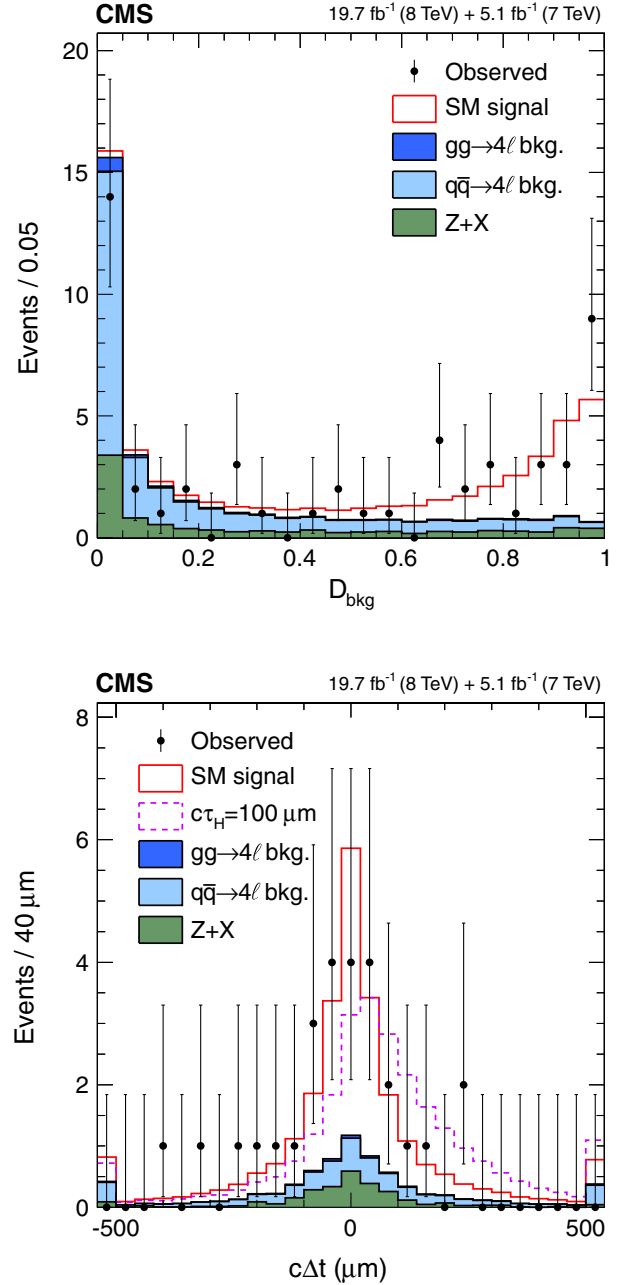 CMS 19.7 fb⁻¹ (8 TeV) + 5.1 fb⁻¹ (7 TeV)
20
15
10
5
0
Events / 0.05
Observed
SM signal
gg→4ℓ bkg.
qq̅→4ℓ bkg.
Z+X
0 0.2 0.4 0.6 0.8 1
D_bkg
CMS 19.7 fb⁻¹ (8 TeV) + 5.1 fb⁻¹ (7 TeV)
8
6
4
2
0
Events / 40 μm
Observed
SM signal
cτ_H=100 μm
gg→4ℓ bkg.
qq̅→4ℓ bkg.
Z+X
-500 0 500
cΔt (μm)